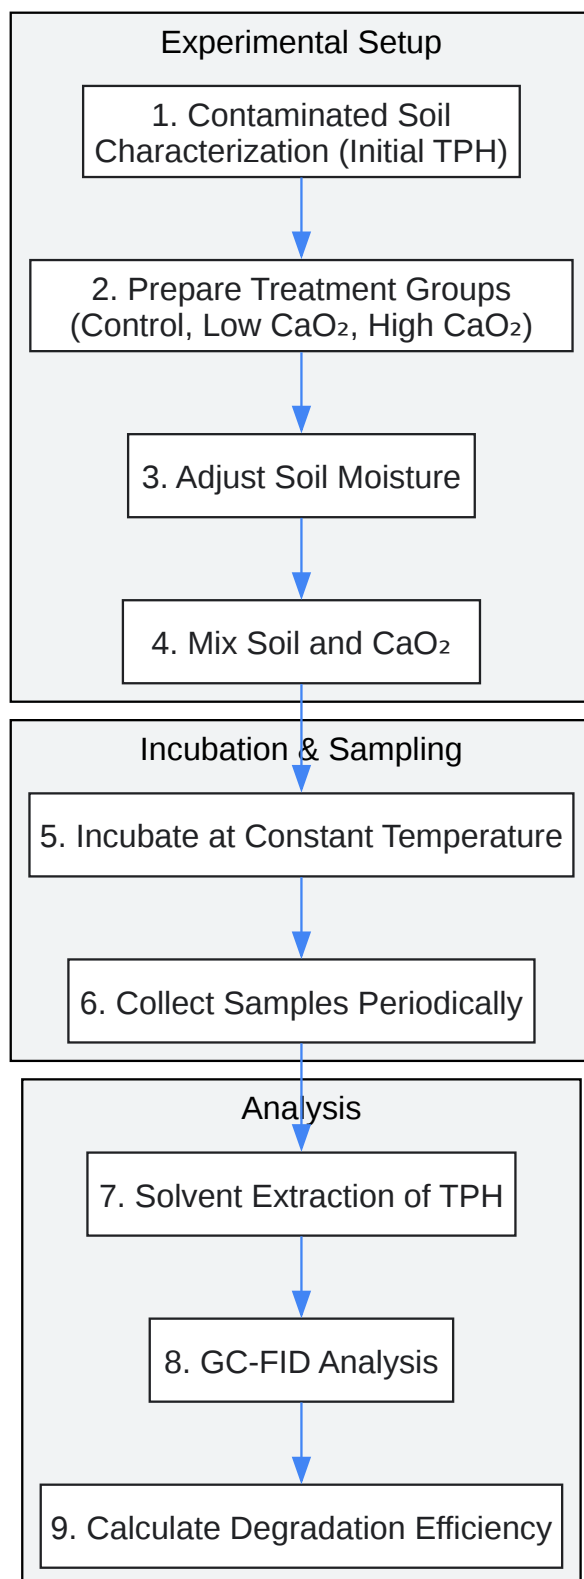 Experimental Setup
1. Contaminated Soil
Characterization (Initial TPH)
2. Prepare Treatment Groups
(Control, Low CaO₂, High CaO₂)
3. Adjust Soil Moisture
4. Mix Soil and CaO₂
Incubation & Sampling
5. Incubate at Constant Temperature
6. Collect Samples Periodically
Analysis
7. Solvent Extraction of TPH
8. GC-FID Analysis
9. Calculate Degradation Efficiency